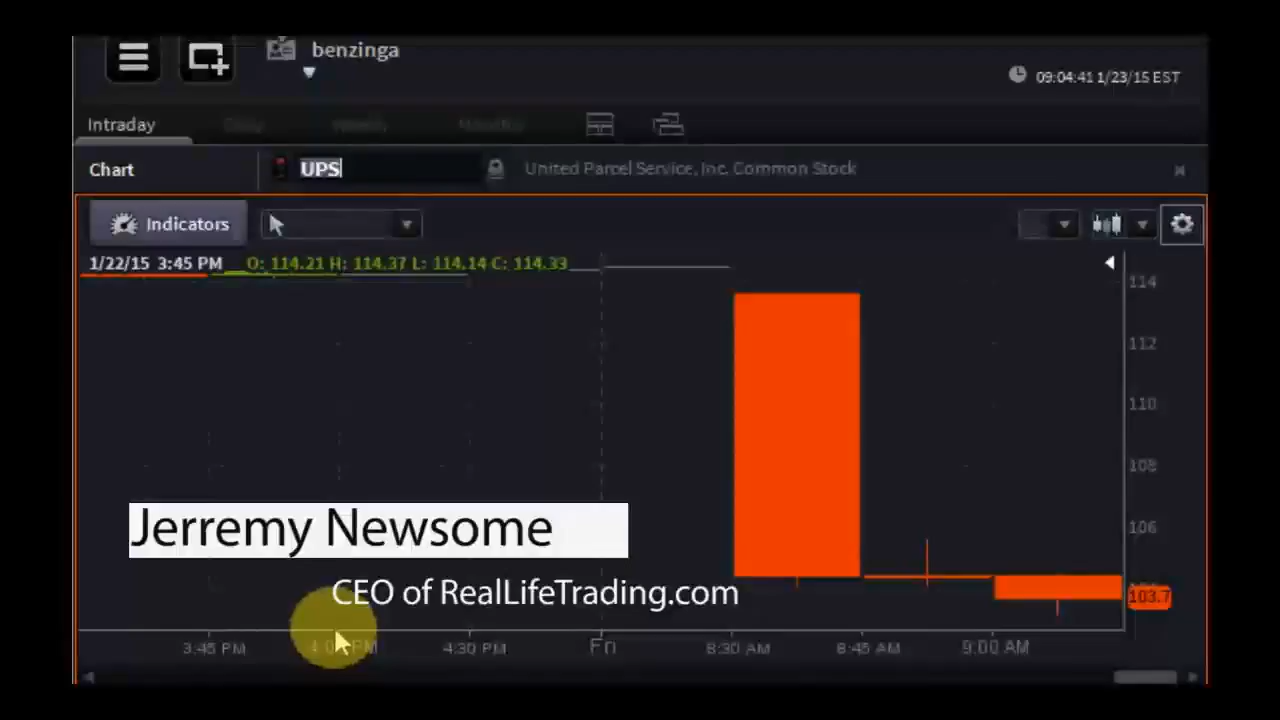 benzinga
09:04:41 1/23/15 EST
Intraday
Chart
UPS
United Parcel Service, Inc. Common Stock
Indicators
1/22/15 3:45 PM O: 114.21 H: 114.37 L: 114.14 C: 114.33
114
112
110
108
106
103.7
Jerremy Newsome
CEO of RealLifeTrading.com
3:45 PM 4:00 PM 4:30 PM Fri 8:30 AM 8:45 AM 9:00 AM